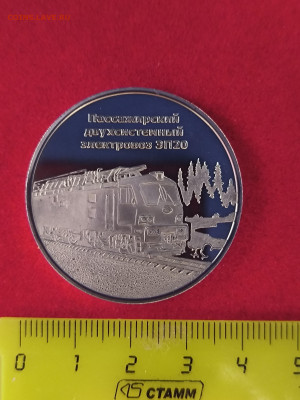 Пассажирский
двухсистемный
электровоз ЭП20
0 1 2 3 4 5
СТАММ